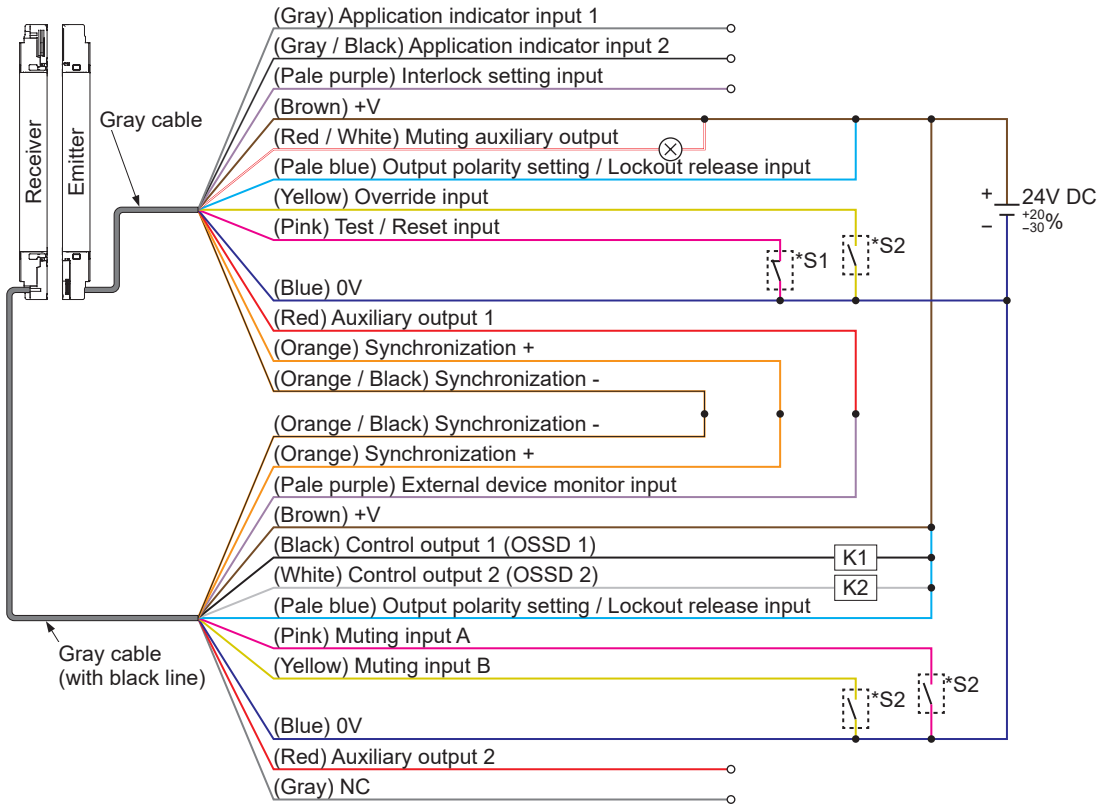 (Gray) Application indicator input 1
(Gray / Black) Application indicator input 2
(Pale purple) Interlock setting input
(Brown) +V
(Red / White) Muting auxiliary output
(Pale blue) Output polarity setting / Lockout release input
(Yellow) Override input
(Pink) Test / Reset input
(Blue) 0V
(Red) Auxiliary output 1
(Orange) Synchronization +
(Orange / Black) Synchronization -
(Orange / Black) Synchronization -
(Orange) Synchronization +
(Pale purple) External device monitor input
(Brown) +V
(Black) Control output 1 (OSSD 1)
(White) Control output 2 (OSSD 2)
(Pale blue) Output polarity setting / Lockout release input
(Pink) Muting input A
(Yellow) Muting input B
(Blue) 0V
(Red) Auxiliary output 2
(Gray) NC
Receiver
Emitter
Gray cable
Gray cable
(with black line)
*S1
*S2
+
−
24V DC
+20
−30 %
K1
K2
*S2
*S2